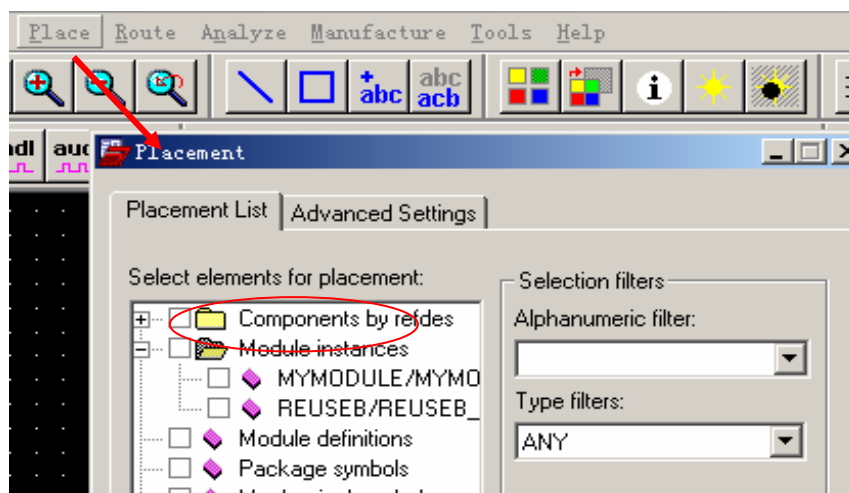 Place Route Analyze Manufacture Tools Help
abc abc acb
i
dl aud
Placement
Placement List Advanced Settings
Select elements for placement: Selection filters
Components by refdes Alphanumeric filter:
Module instances
MYMODULE/MYMO
REUSEB/REUSEB_ Type filters:
Module definitions ANY
Package symbols